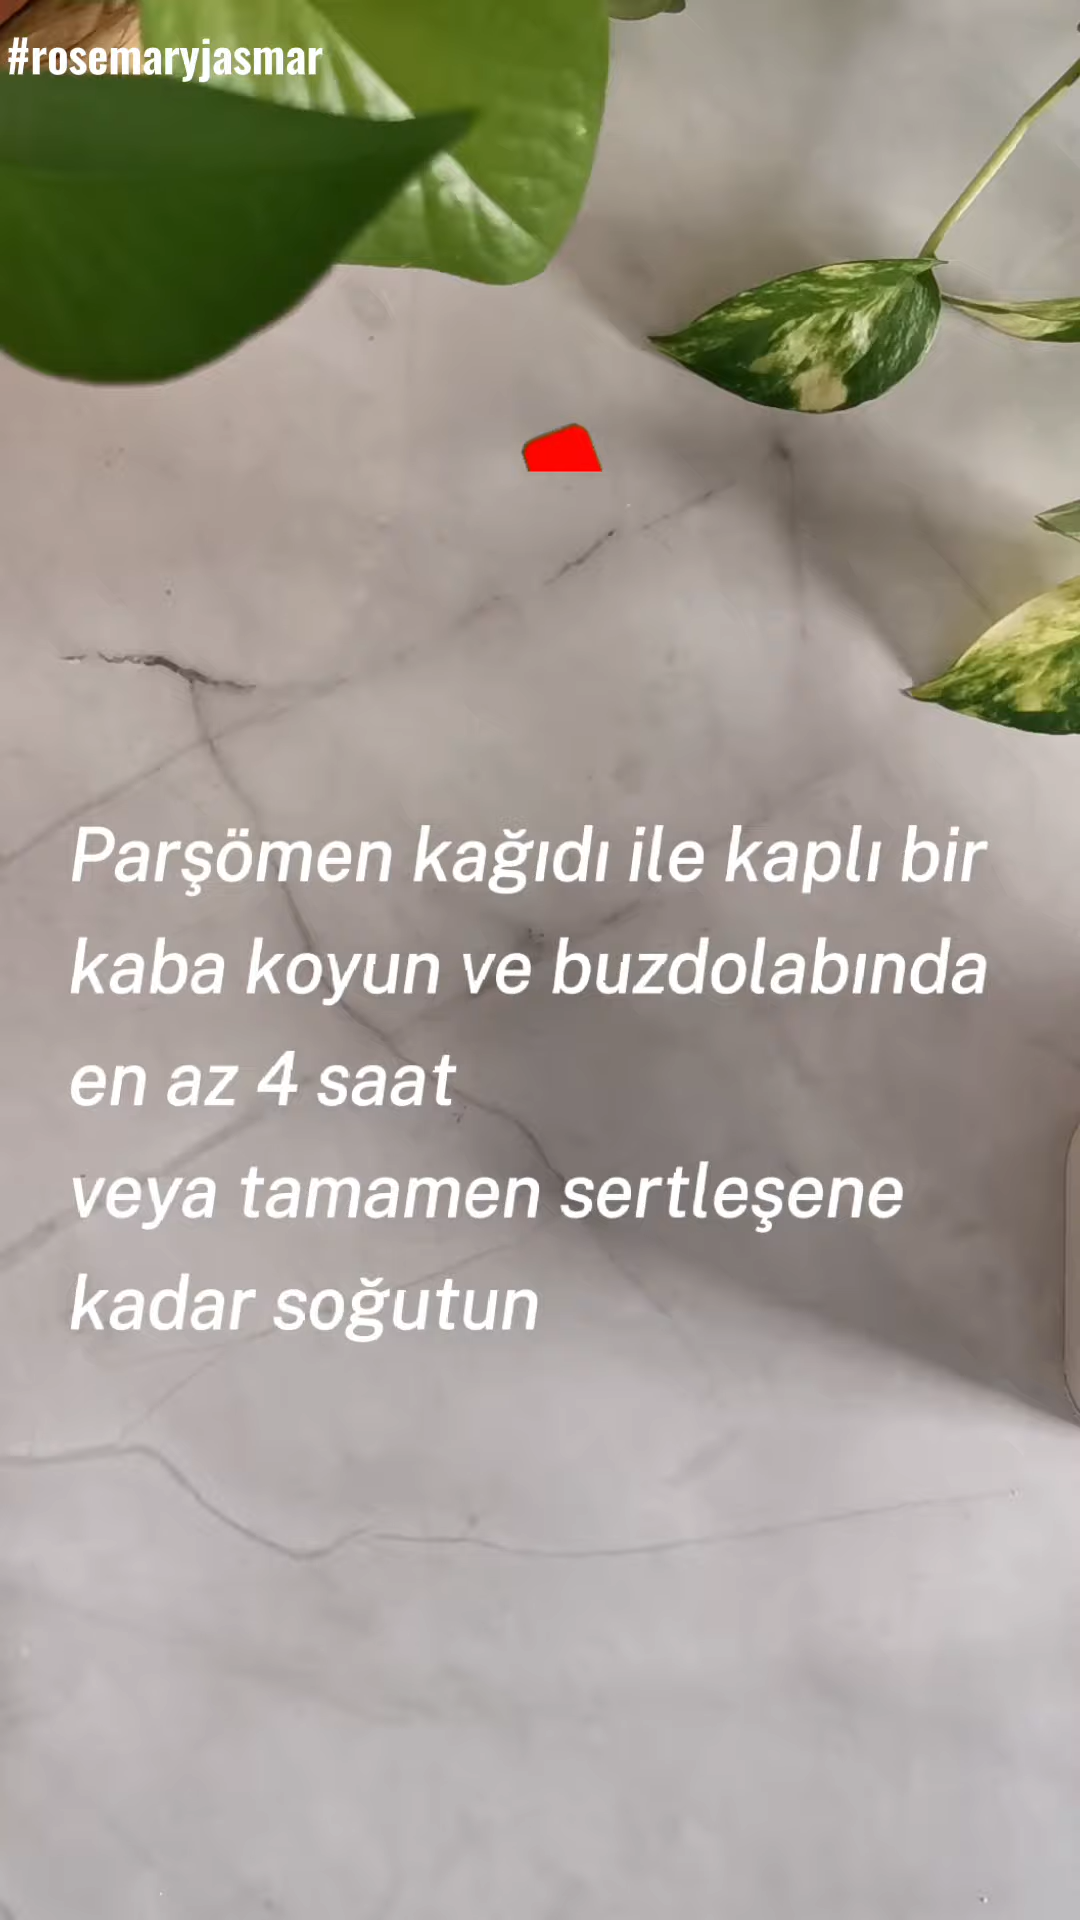 #rosemaryjasmar
Parşömen kağıdı ile kaplı bir
kaba koyun ve buzdolabında
en az 4 saat
veya tamamen sertleşene
kadar soğutun